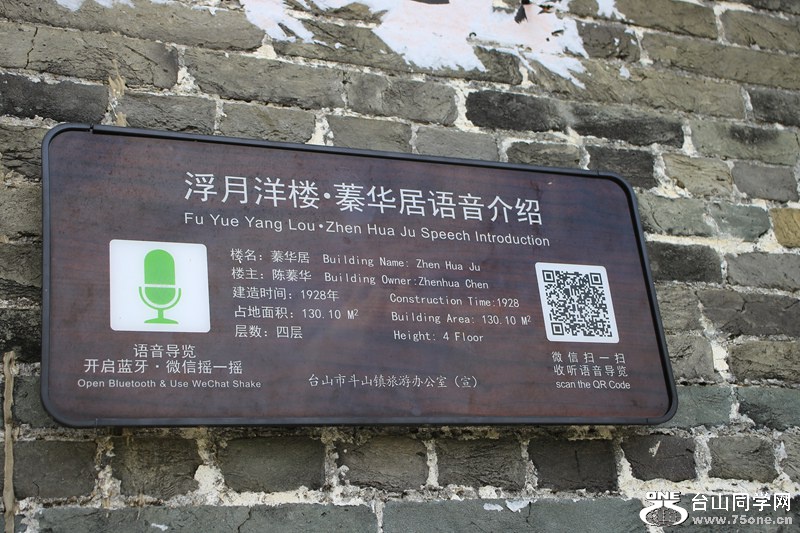 浮月洋楼·蓁华居语音介绍
Fu Yue Yang Lou·Zhen Hua Ju Speech Introduction
楼名：蓁华居 Building Name: Zhen Hua Ju
楼主：陈蓁华 Building Owner:Zhenhua Chen
建造时间：1928年 Construction Time:1928
占地面积：130.10 M² Building Area: 130.10 M²
层数：四层 Height: 4 Floor
语音导览
开启蓝牙·微信摇一摇
Open Bluetooth & Use WeChat Shake
微信扫一扫
收听语音导览
scan the QR Code
台山市斗山镇旅游办公室（宣）
ONE 台山同学网
www.75one.cn